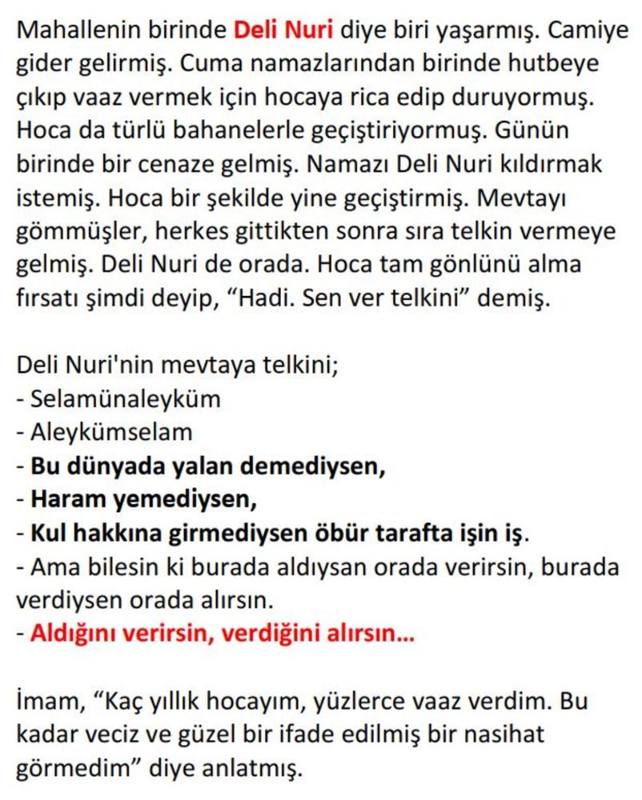 Mahallenin birinde Deli Nuri diye biri yaşarmış. Camiye
gider gelirmiş. Cuma namazlarından birinde hutbeye
çıkıp vaaz vermek için hocaya rica edip duruyormuş.
Hoca da türlü bahanelerle geçiştiriyormuş. Günün
birinde bir cenaze gelmiş. Namazı Deli Nuri kıldırmak
istemiş. Hoca bir şekilde yine geçiştirmiş. Mevtayı
gömmüşler, herkes gittikten sonra sıra telkin vermeye
gelmiş. Deli Nuri de orada. Hoca tam gönlünü alma
fırsatı şimdi deyip, “Hadi. Sen ver telkini” demiş.
Deli Nuri'nin mevtaya telkini;
- Selamünaleyküm
- Aleykümselam
- Bu dünyada yalan demediysen,
- Haram yemediysen,
- Kul hakkına girmediysen öbür tarafta işin iş.
- Ama bilesin ki burada aldıysan orada verirsin, burada
verdiysen orada alırsın.
- Aldığını verirsin, verdiğini alırsın...
İmam, “Kaç yıllık hocayım, yüzlerce vaaz verdim. Bu
kadar veciz ve güzel bir ifade edilmiş bir nasihat
görmedim” diye anlatmış.